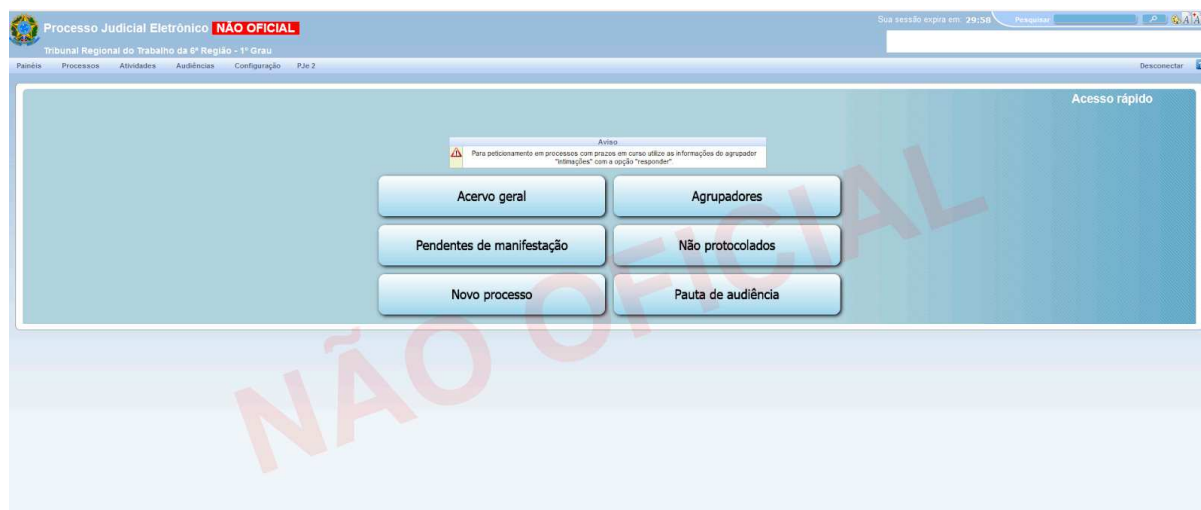 Processo Judicial Eletrônico NÃO OFICIAL
Sua sessão expira em: 29:58 Pesquisar
A A
Tribunal Regional do Trabalho da 6ª Região - 1º Grau
Painéis Processos Atividades Audiências Configuração PJe 2 Desconectar
Acesso rápido
Aviso
Para peticionamento em processos com prazos em curso utilize as informações do agrupador
"Intimações" com a opção "responder".
Acervo geral Agrupadores
Pendentes de manifestação Não protocolados
Novo processo Pauta de audiência
NÃO OFICIAL